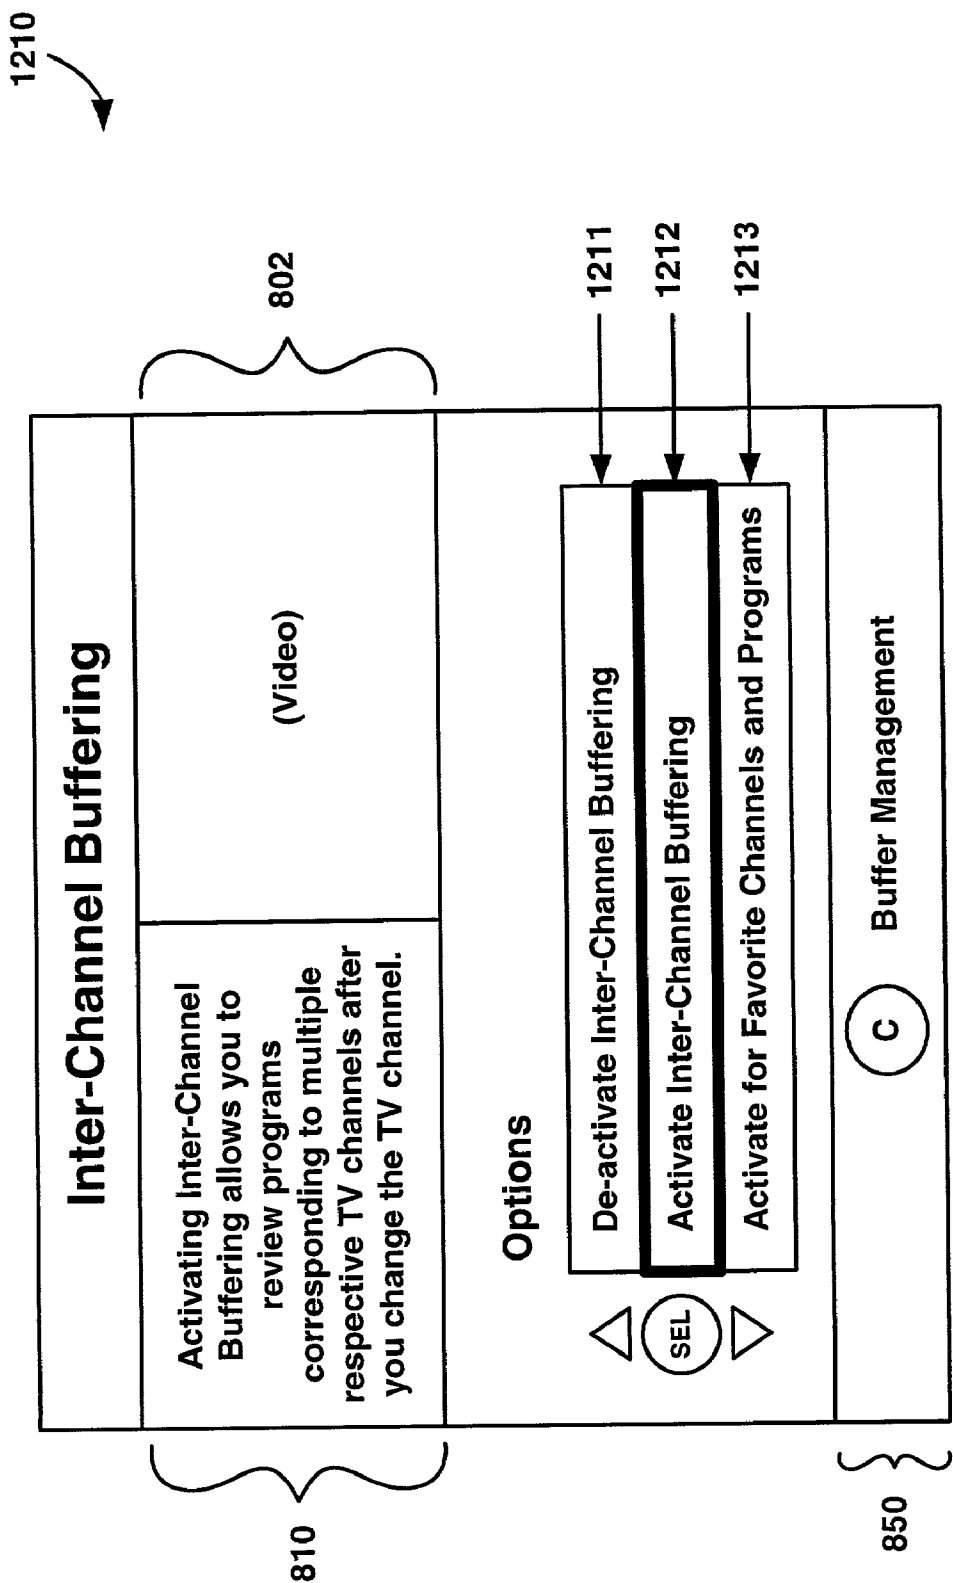 1210
Inter-Channel Buffering
802
810
Activating Inter-Channel
Buffering allows you to
review programs
corresponding to multiple
respective TV channels after
you change the TV channel.
(Video)
Options
SEL
De-activate Inter-Channel Buffering
1211
Activate Inter-Channel Buffering
1212
Activate for Favorite Channels and Programs
1213
850
C
Buffer Management